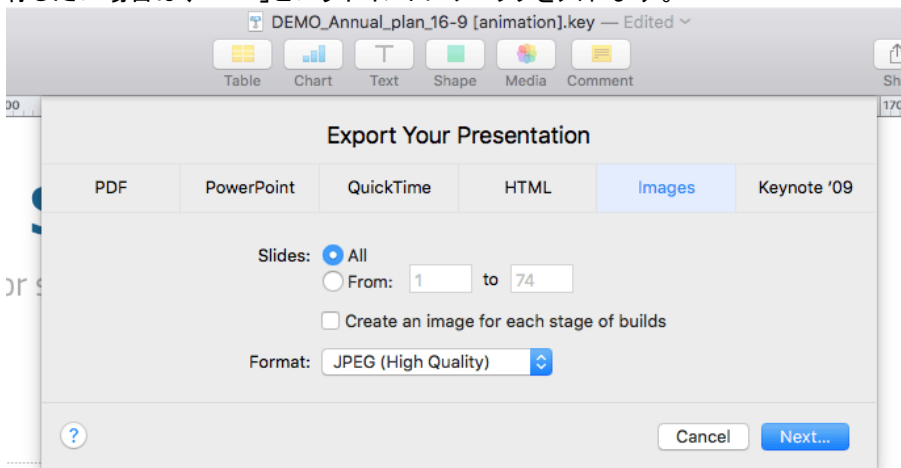 DEMO_Annual_plan_16-9 [animation].key — Edited
Table Chart Text Shape Media Comment
Export Your Presentation
PDF PowerPoint QuickTime HTML Images Keynote '09
Slides: All
From: 1 to 74
Create an image for each stage of builds
Format: JPEG (High Quality)
? Cancel Next...